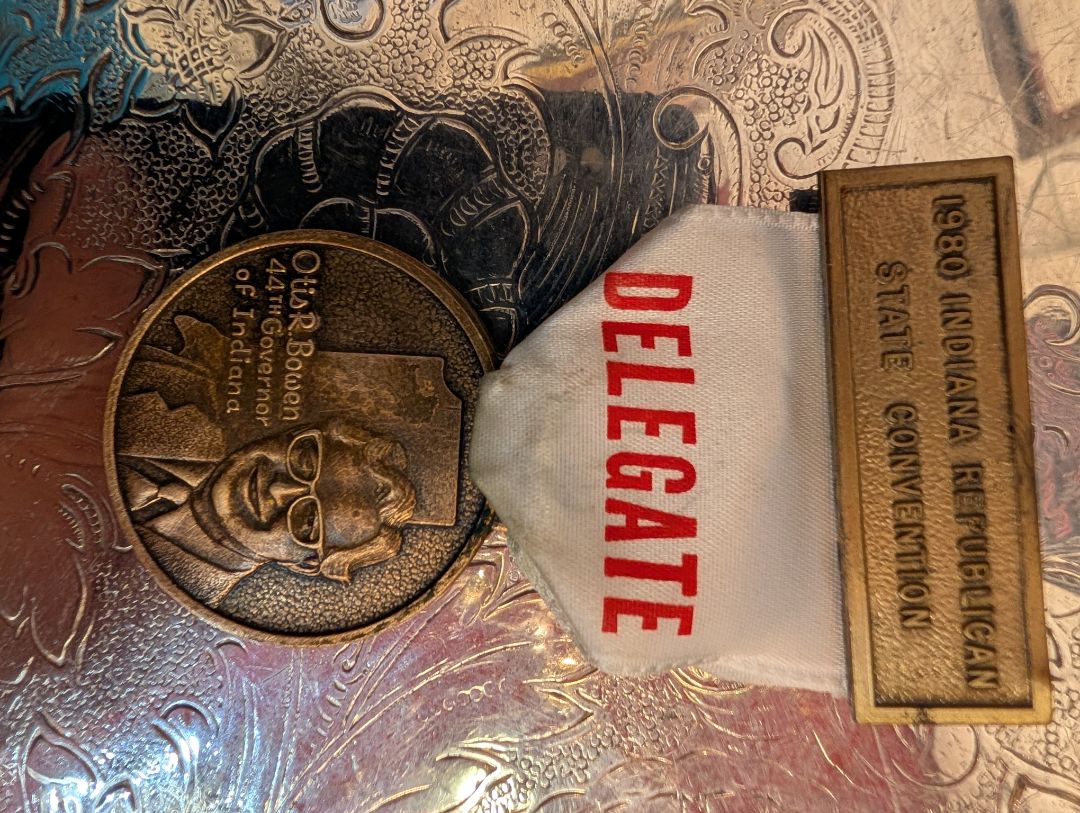 1980 INDIANA REPUBLICAN
STATE CONVENTION
DELEGATE
Otis R Bowen
44TH Governor
of Indiana